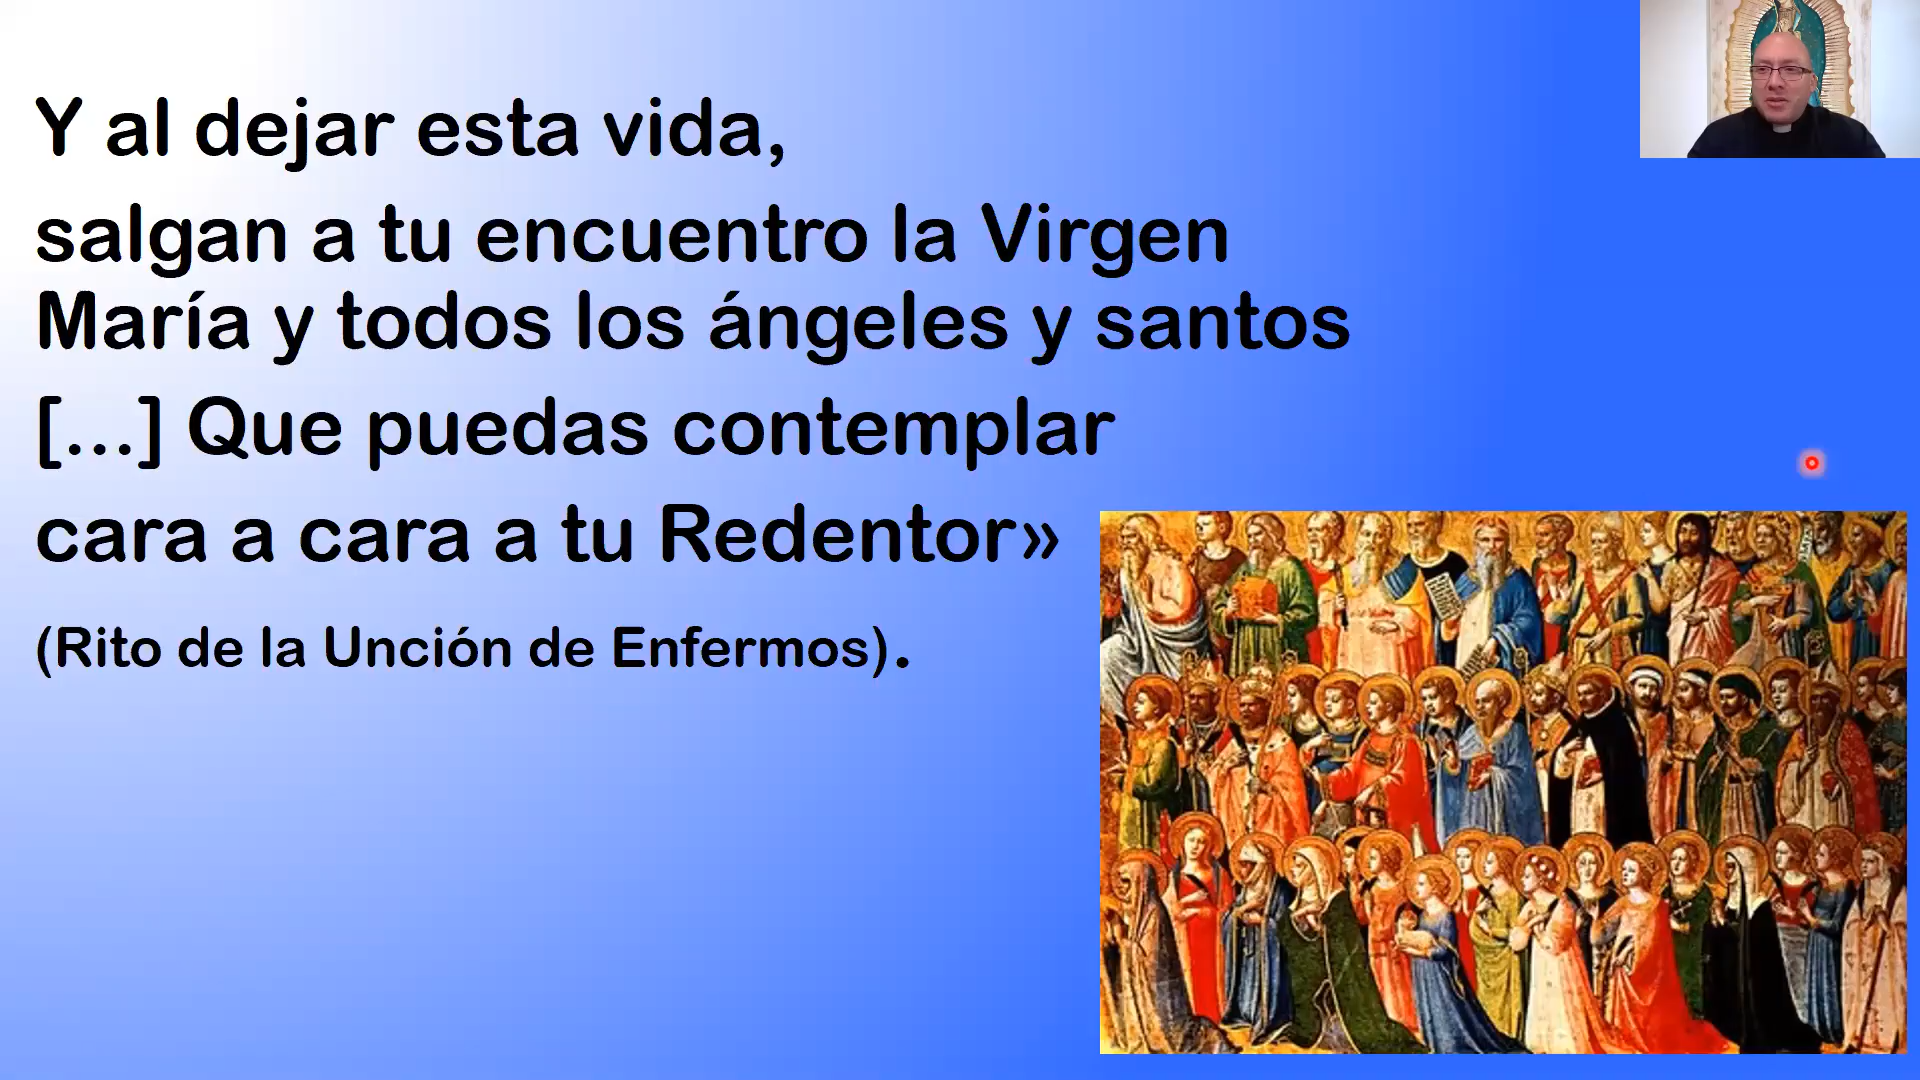 Y al dejar esta vida,
salgan a tu encuentro la Virgen
María y todos los ángeles y santos
[...] Que puedas contemplar
cara a cara a tu Redentor»
(Rito de la Unción de Enfermos).